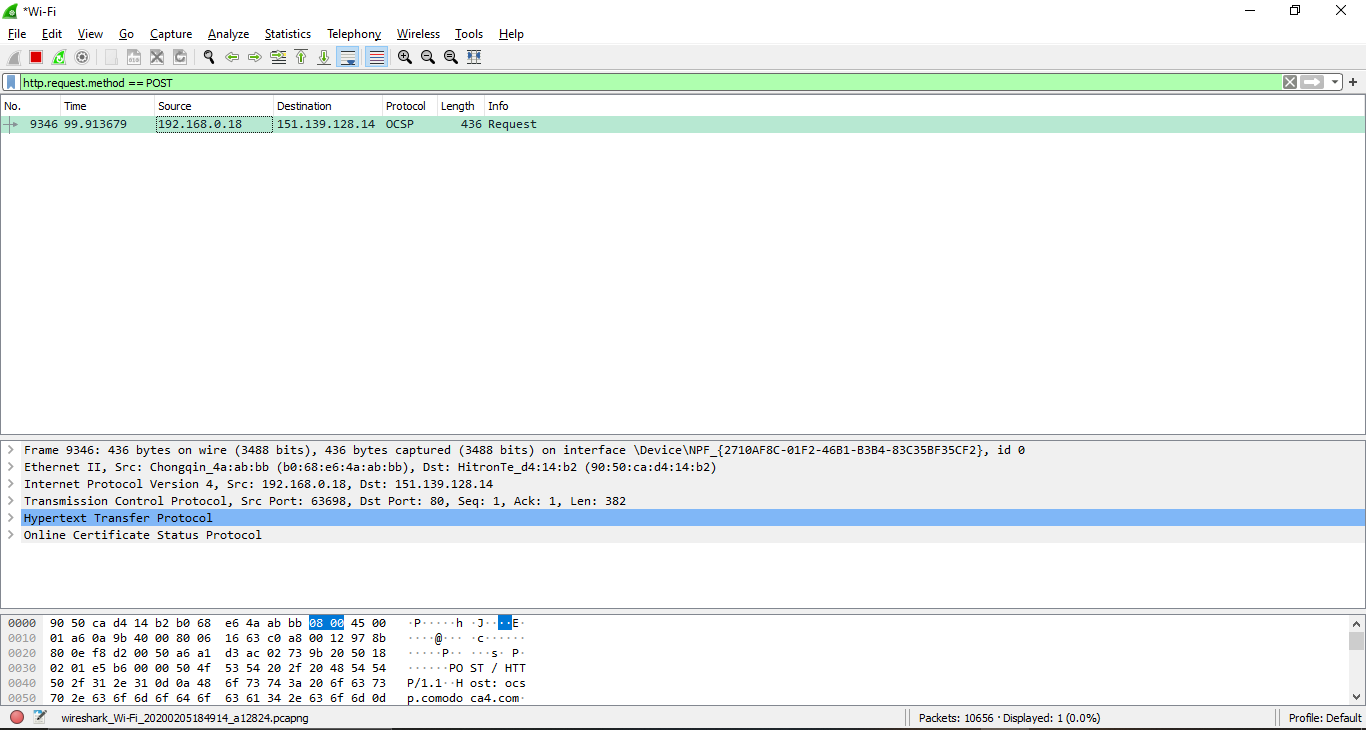 *Wi-Fi
File Edit View Go Capture Analyze Statistics Telephony Wireless Tools Help
http.request.method == POST
No. Time Source Destination Protocol Length Info
9346 99.913679 192.168.0.18 151.139.128.14 OCSP 436 Request
Frame 9346: 436 bytes on wire (3488 bits), 436 bytes captured (3488 bits) on interface \Device\NPF_{2710AF8C-01F2-46B1-B3B4-83C35BF35CF2}, id 0
Ethernet II, Src: Chongqin_4a:ab:bb (b0:68:e6:4a:ab:bb), Dst: HitronTe_d4:14:b2 (90:50:ca:d4:14:b2)
Internet Protocol Version 4, Src: 192.168.0.18, Dst: 151.139.128.14
Transmission Control Protocol, Src Port: 63698, Dst Port: 80, Seq: 1, Ack: 1, Len: 382
Hypertext Transfer Protocol
Online Certificate Status Protocol
0000 90 50 ca d4 14 b2 b0 68 e6 4a ab bb 08 00 45 00 ·P·····h ·J····E·
0010 01 a6 0a 9b 40 00 80 06 16 63 c0 a8 00 12 97 8b ····@··· ·c······
0020 80 0e f8 d2 00 50 a6 a1 d3 ac 02 73 9b 20 50 18 ·····P·· ···s· P·
0030 02 01 e5 b6 00 00 50 4f 53 54 20 2f 20 48 54 54 ······PO ST / HTT
0040 50 2f 31 2e 31 0d 0a 48 6f 73 74 3a 20 6f 63 73 P/1.1··H ost: ocs
0050 70 2e 63 6f 6d 6f 64 6f 63 61 34 2e 63 6f 6d 0d p.comodo ca4.com·
wireshark_Wi-Fi_20200205184914_a12824.pcapng Packets: 10656 · Displayed: 1 (0.0%) Profile: Default